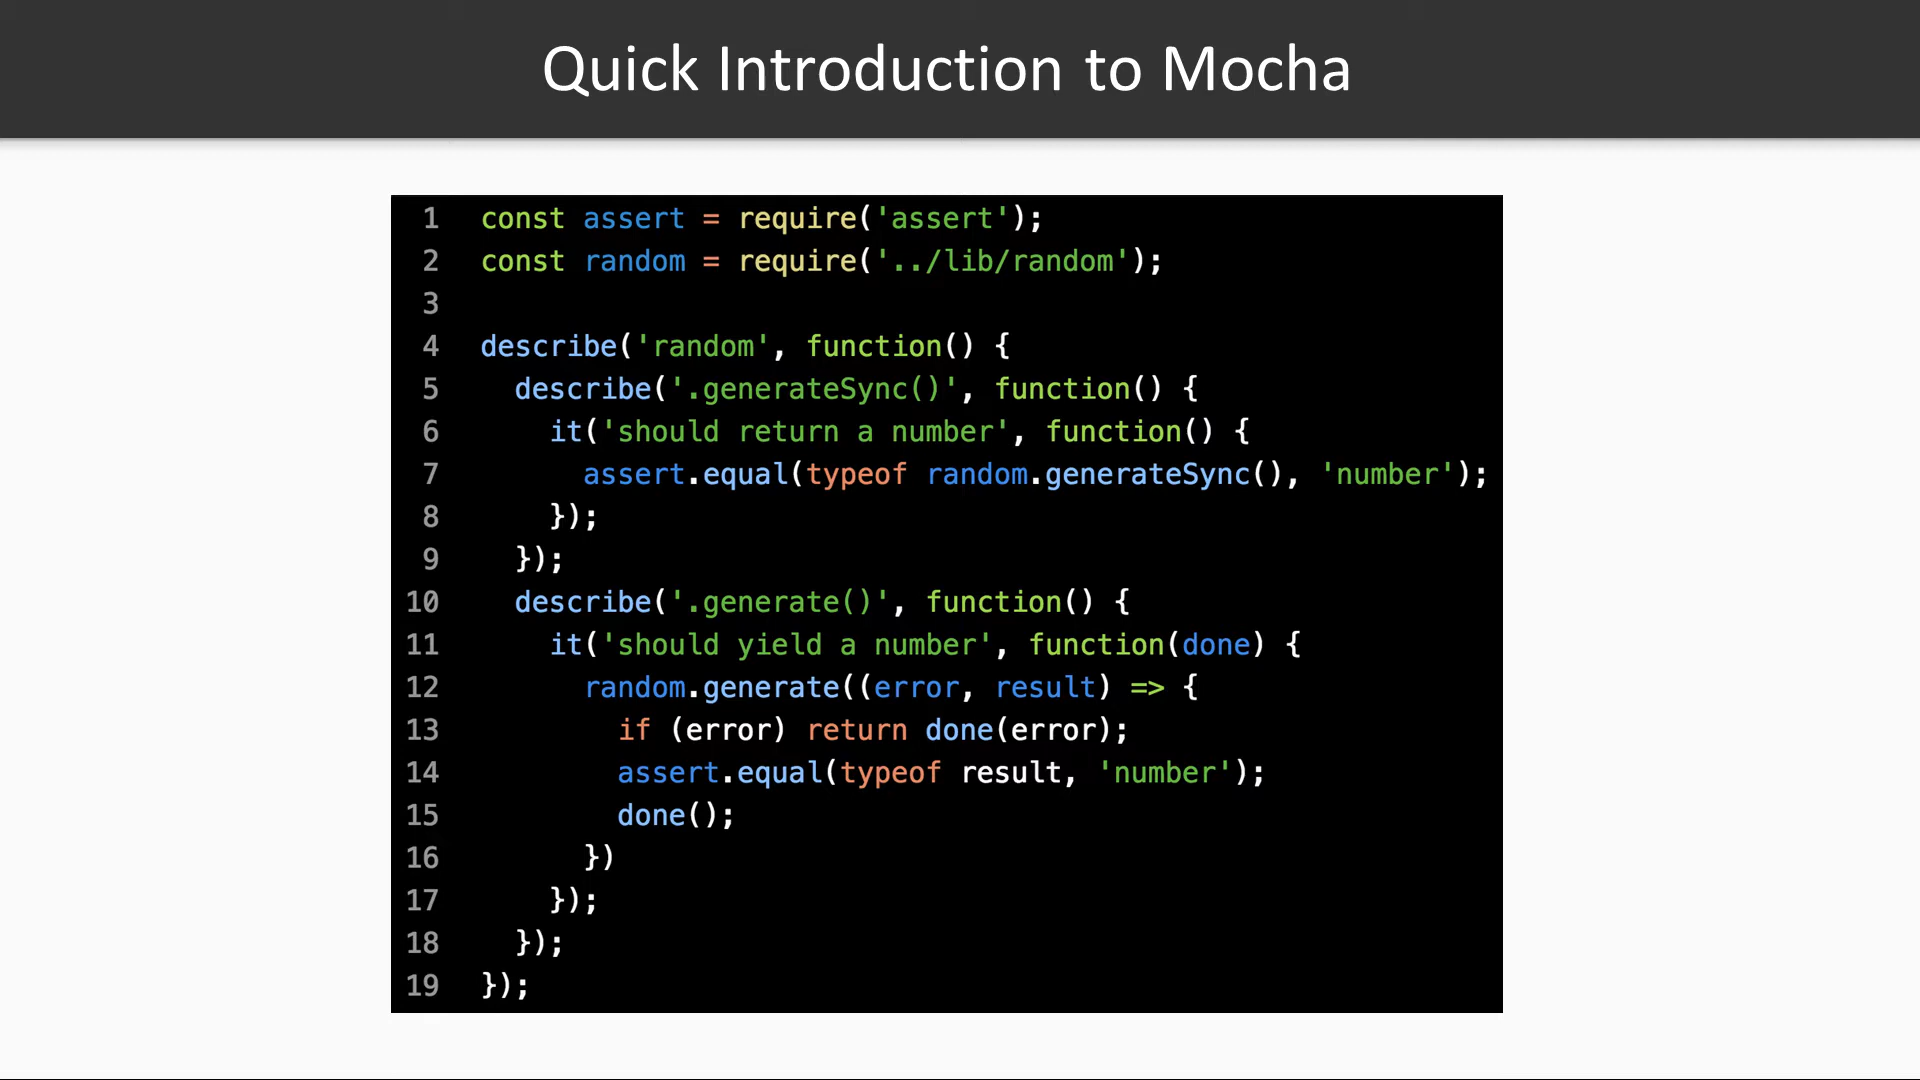 Quick Introduction to Mocha
1 const assert = require('assert');
2 const random = require('../lib/random');
3
4 describe('random', function() {
5   describe('.generateSync()', function() {
6     it('should return a number', function() {
7       assert.equal(typeof random.generateSync(), 'number');
8     });
9   });
10   describe('.generate()', function() {
11     it('should yield a number', function(done) {
12       random.generate((error, result) => {
13         if (error) return done(error);
14         assert.equal(typeof result, 'number');
15         done();
16       })
17     });
18   });
19 });